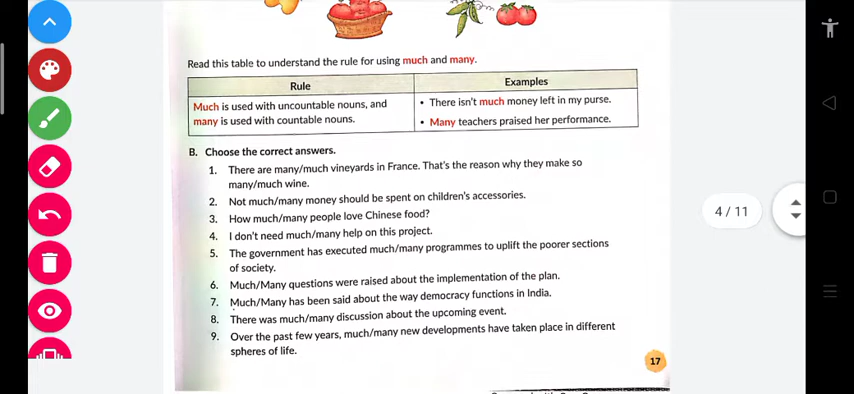 Read this table to understand the rule for using much and many.
Rule
Examples
Much is used with uncountable nouns, and
many is used with countable nouns.
• There isn't much money left in my purse.
• Many teachers praised her performance.
B. Choose the correct answers.
1. There are many/much vineyards in France. That's the reason why they make so
many/much wine.
2. Not much/many money should be spent on children's accessories.
3. How much/many people love Chinese food?
4. I don't need much/many help on this project.
5. The government has executed much/many programmes to uplift the poorer sections
of society.
6. Much/Many questions were raised about the implementation of the plan.
7. Much/Many has been said about the way democracy functions in India.
8. There was much/many discussion about the upcoming event.
9. Over the past few years, much/many new developments have taken place in different
spheres of life.
17
4 / 11